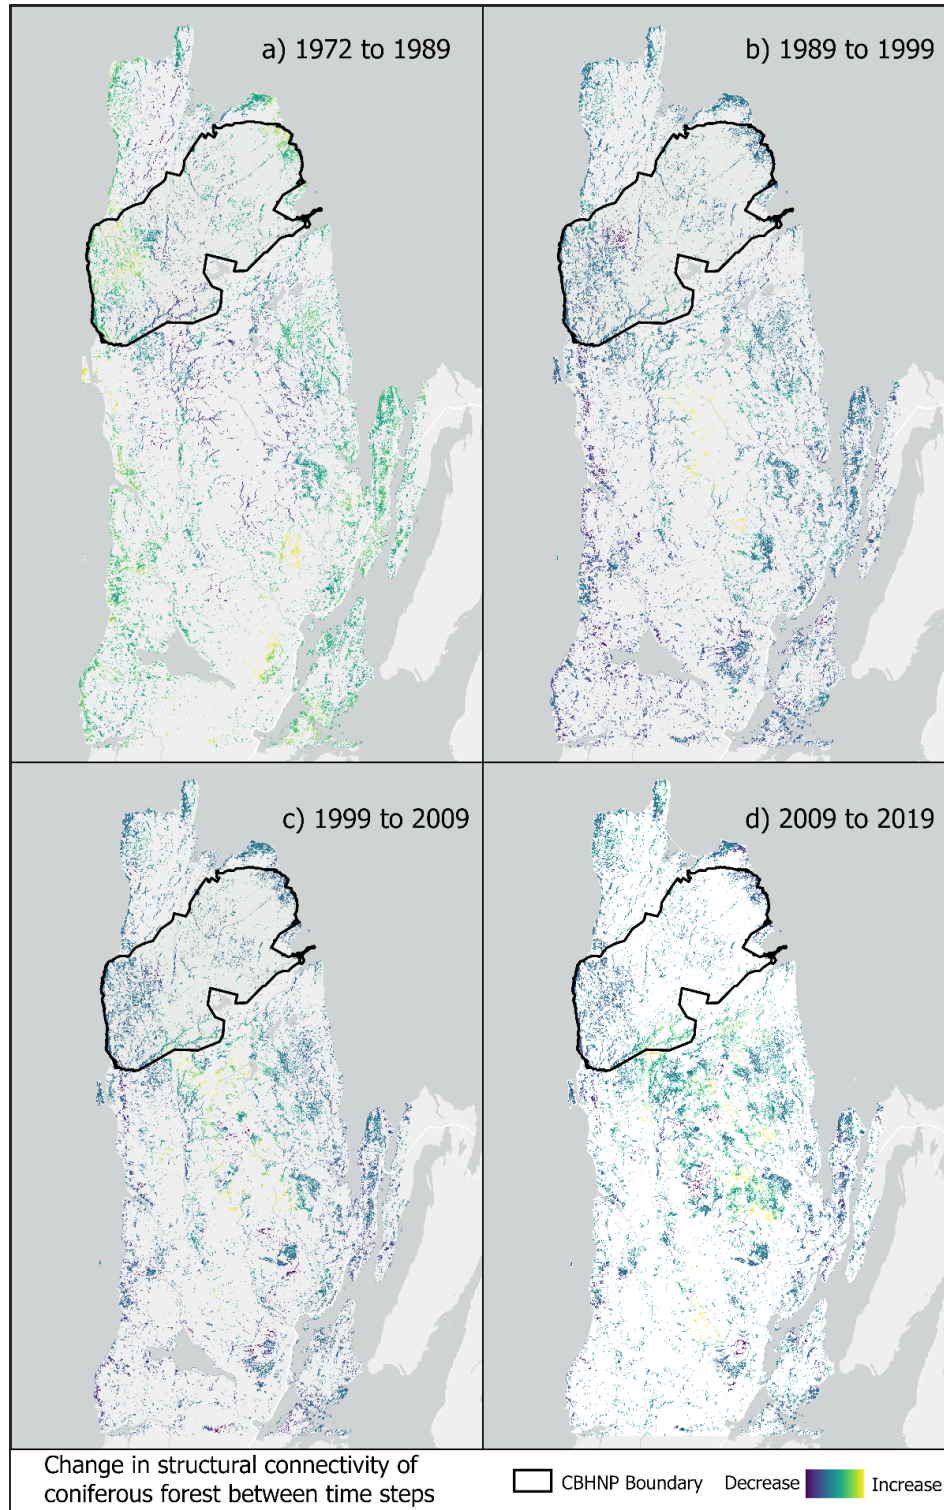 a) 1972 to 1989
b) 1989 to 1999
c) 1999 to 2009
d) 2009 to 2019
Change in structural connectivity of
coniferous forest between time steps
CBHNP Boundary
Decrease
Increase